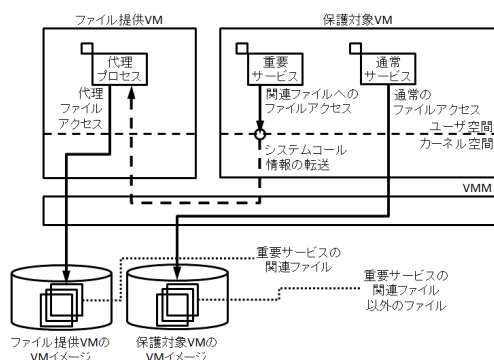 ファイル提供VM
保護対象VM
代理
プロセス
重要
サービス
通常
サービス
代理
ファイル
アクセス
関連ファイルへの
ファイルアクセス
通常の
ファイルアクセス
ユーザ空間
カーネル空間
システムコール
情報の転送
VMM
重要サービスの
関連ファイル
重要サービスの
関連ファイル
以外のファイル
ファイル提供VMの
VMイメージ
保護対象VMの
VMイメージ